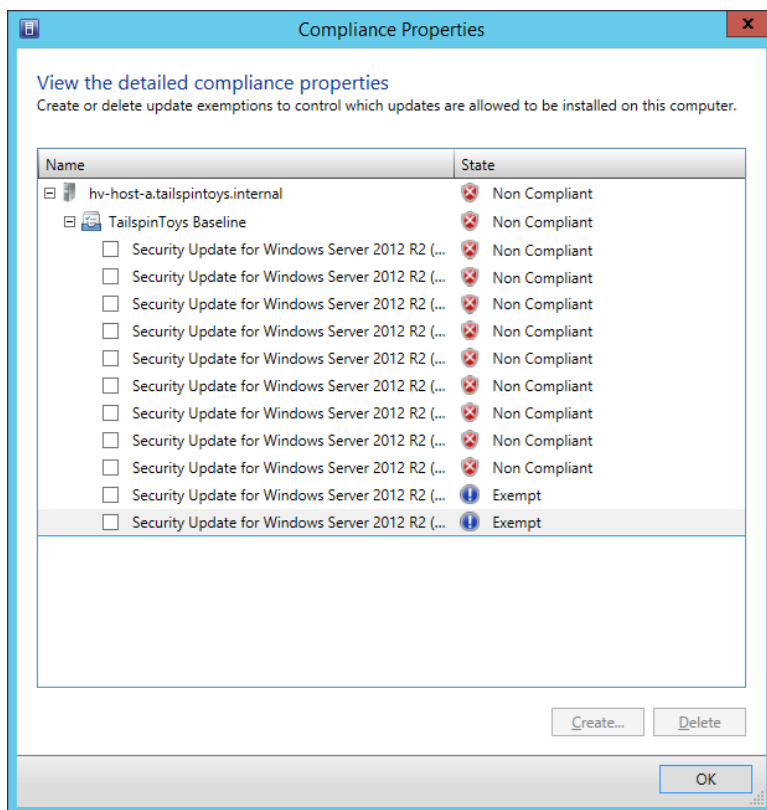 Compliance Properties
x
View the detailed compliance properties
Create or delete update exemptions to control which updates are allowed to be installed on this computer.
Name State
hv-host-a.tailspintoys.internal Non Compliant
TailspinToys Baseline Non Compliant
Security Update for Windows Server 2012 R2 (... Non Compliant
Security Update for Windows Server 2012 R2 (... Non Compliant
Security Update for Windows Server 2012 R2 (... Non Compliant
Security Update for Windows Server 2012 R2 (... Non Compliant
Security Update for Windows Server 2012 R2 (... Non Compliant
Security Update for Windows Server 2012 R2 (... Non Compliant
Security Update for Windows Server 2012 R2 (... Non Compliant
Security Update for Windows Server 2012 R2 (... Non Compliant
Security Update for Windows Server 2012 R2 (... Non Compliant
Security Update for Windows Server 2012 R2 (... Exempt
Security Update for Windows Server 2012 R2 (... Exempt
Create... Delete
OK